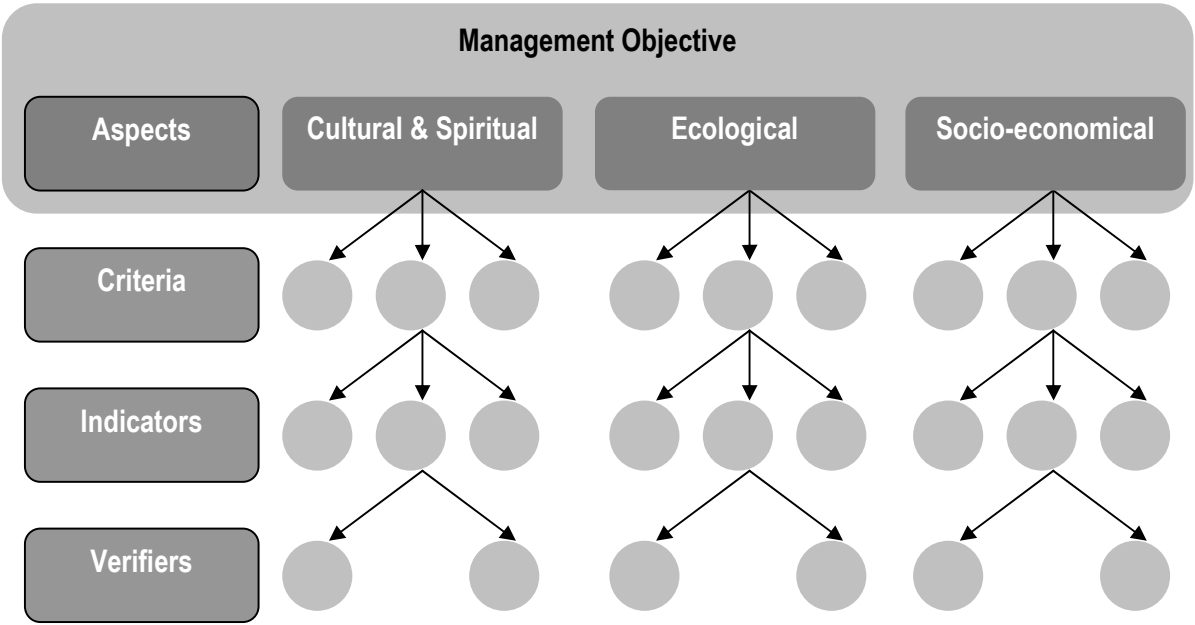 Management Objective
Aspects
Cultural & Spiritual
Ecological
Socio-economical
Criteria
Indicators
Verifiers